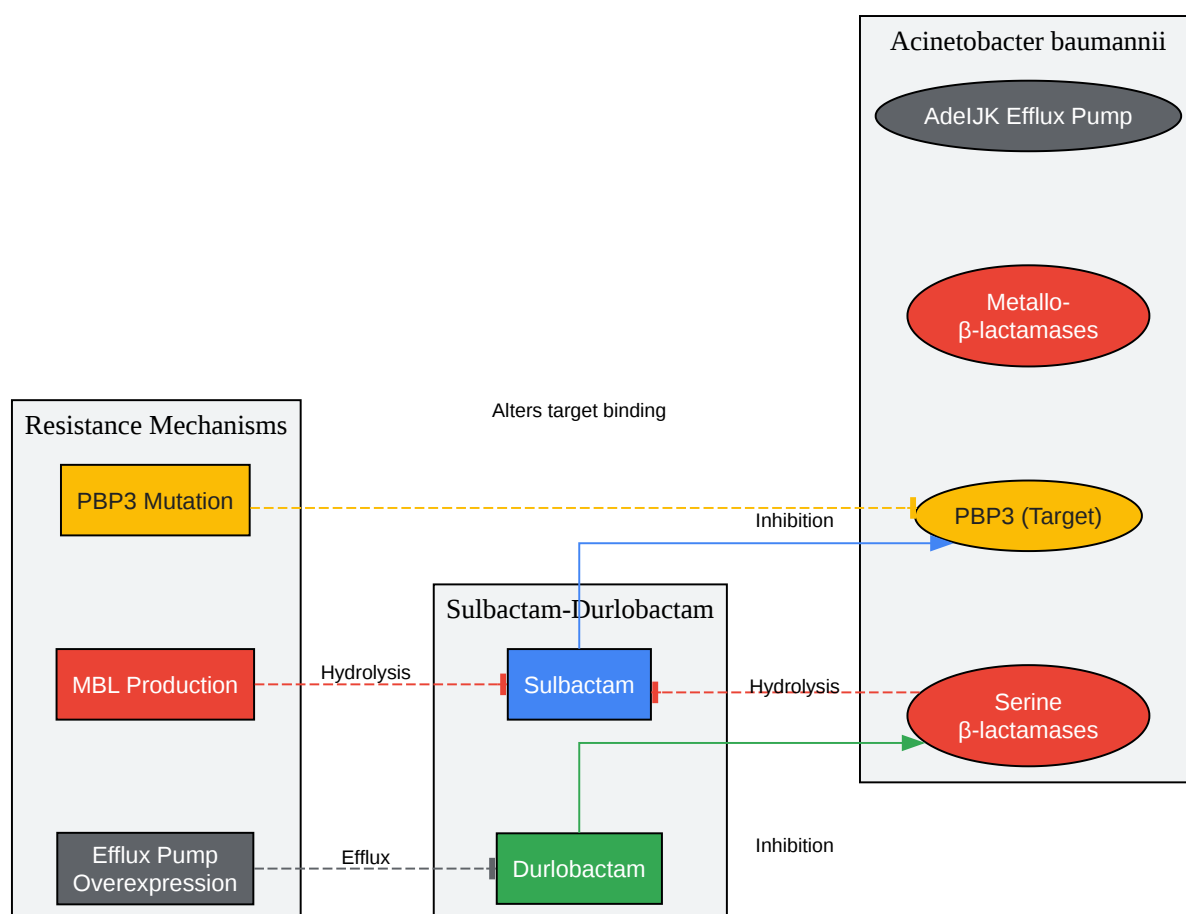 Acinetobacter baumannii
AdeIJK Efflux Pump
Metallo-
β-lactamases
Alters target binding
Resistance Mechanisms
PBP3 Mutation
Inhibition
PBP3 (Target)
Sulbactam-Durlobactam
MBL Production
Hydrolysis
Sulbactam
Hydrolysis
Serine
β-lactamases
Efflux Pump
Overexpression
Efflux
Durlobactam
Inhibition